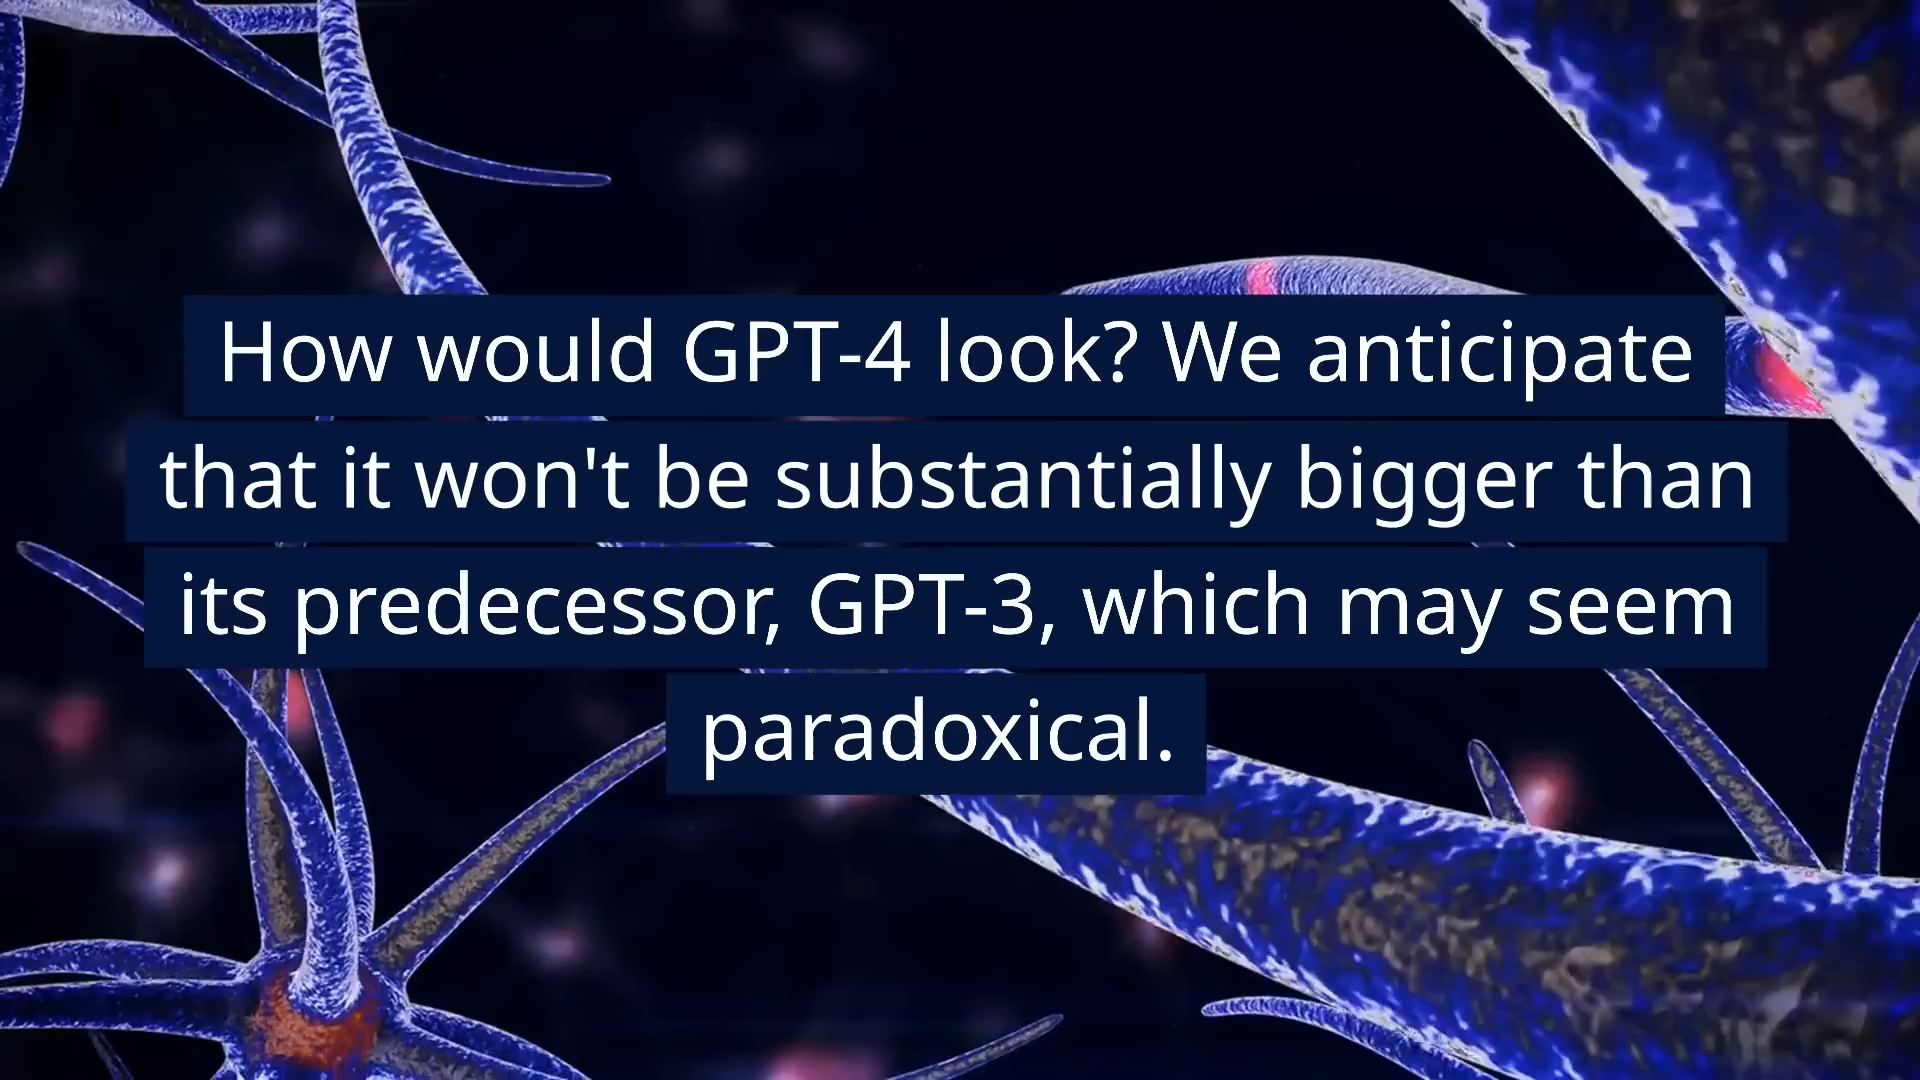 How would GPT-4 look? We anticipate
that it won't be substantially bigger than
its predecessor, GPT-3, which may seem
paradoxical.